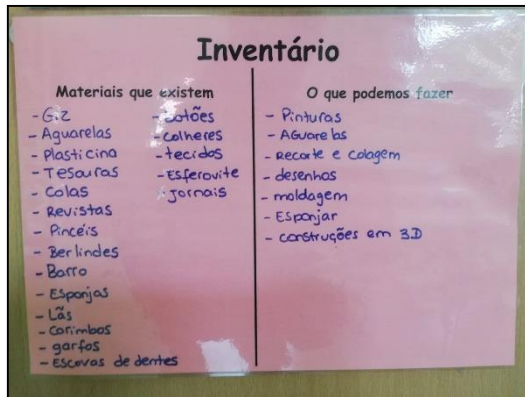 Inventário
Materiais que existem
- Giz
- Aguarelas
- Plasticina
- Tesouras
- Colas
- Revistas
- Pincéis
- Berlindes
- Barro
- Esponjas
- Lãs
- Carimbos
- garfos
- Escovas de dentes
- Botões
- colheres
- tecidos
- Esferovite
- Jornais
O que podemos fazer
- Pinturas
- Aguarelas
- Recorte e colagem
- desenhos
- moldagem
- Esponjar
- construções em 3D